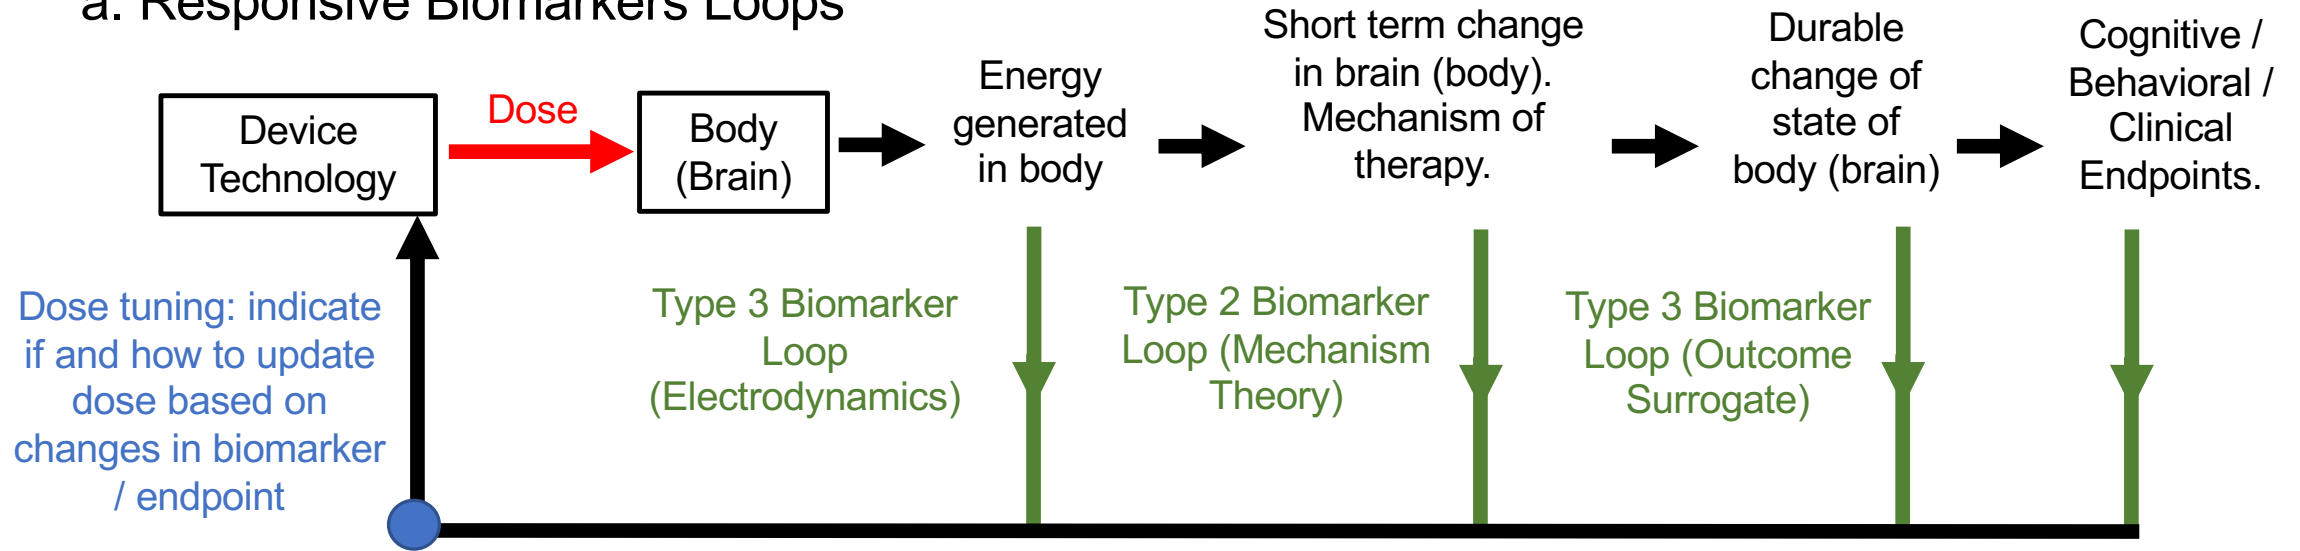 a. Responsive Biomarkers Loops
Device
Technology
Dose
Body
(Brain)
Energy
generated
in body
Short term change
in brain (body).
Mechanism of
therapy.
Durable
change of
state of
body (brain)
Cognitive /
Behavioral /
Clinical
Endpoints.
Dose tuning: indicate
if and how to update
dose based on
changes in biomarker
/ endpoint
Type 3 Biomarker
Loop
(Electrodynamics)
Type 2 Biomarker
Loop (Mechanism
Theory)
Type 3 Biomarker
Loop (Outcome
Surrogate)